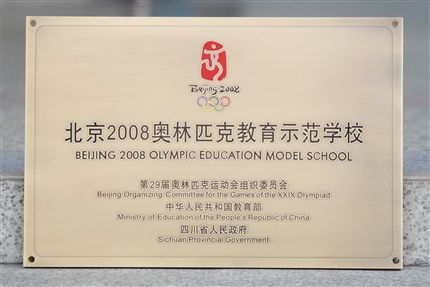 Beijing 2008
北京2008奥林匹克教育示范学校
BEIJING 2008 OLYMPIC EDUCATION MODEL SCHOOL
第29届奥林匹克运动会组织委员会
Beijing Organizing Committee for the Games of the XXIX Olympiad
中华人民共和国教育部
Ministry of Education of the People's Republic of China
四川省人民政府
Sichuan Provincial Government